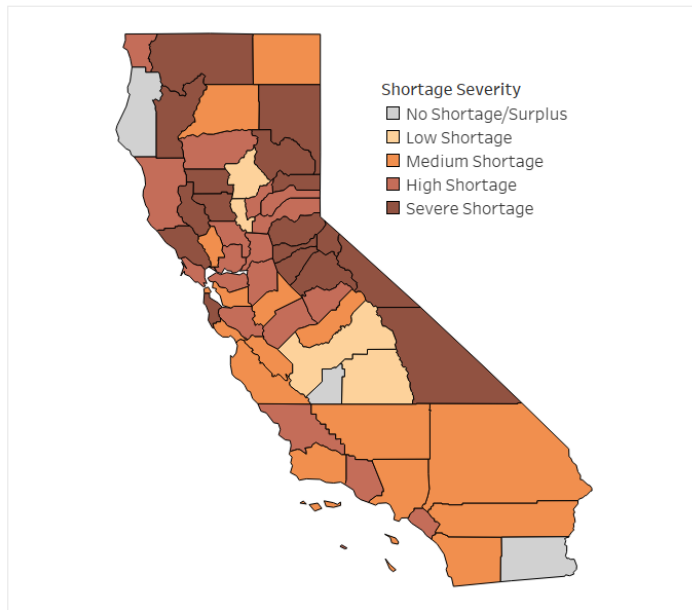 Shortage Severity
No Shortage/Surplus
Low Shortage
Medium Shortage
High Shortage
Severe Shortage